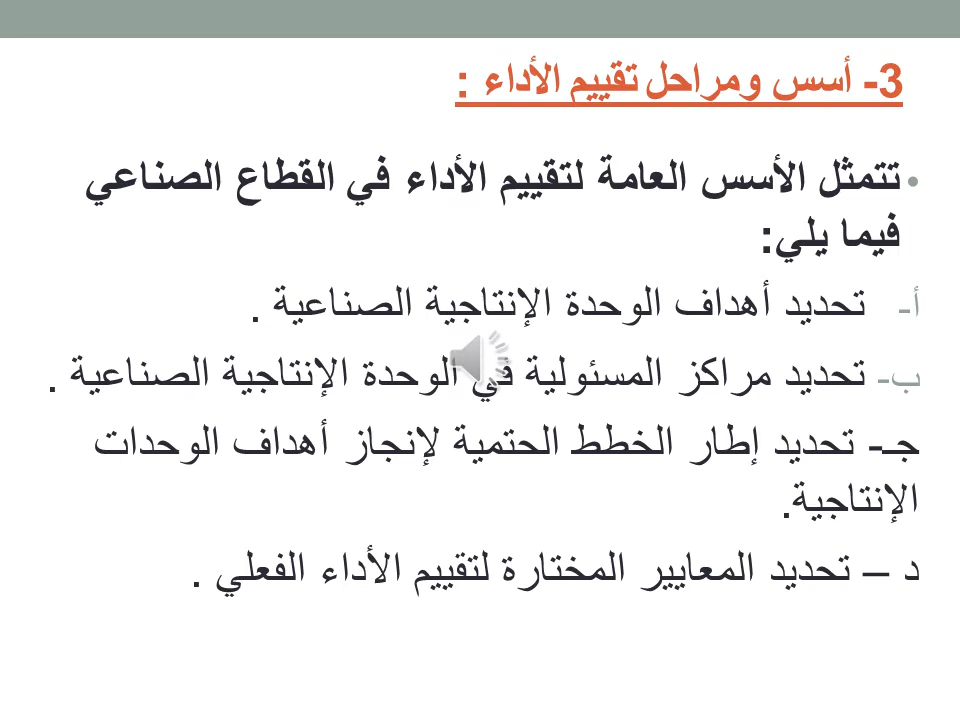 3- أسس ومراحل تقييم الأداء :
• تتمثل الأسس العامة لتقييم الأداء في القطاع الصناعي
فيما يلي:
أ- تحديد أهداف الوحدة الإنتاجية الصناعية .
ب- تحديد مراكز المسئولية في الوحدة الإنتاجية الصناعية .
جـ- تحديد إطار الخطط الحتمية لإنجاز أهداف الوحدات
الإنتاجية.
د – تحديد المعايير المختارة لتقييم الأداء الفعلي .